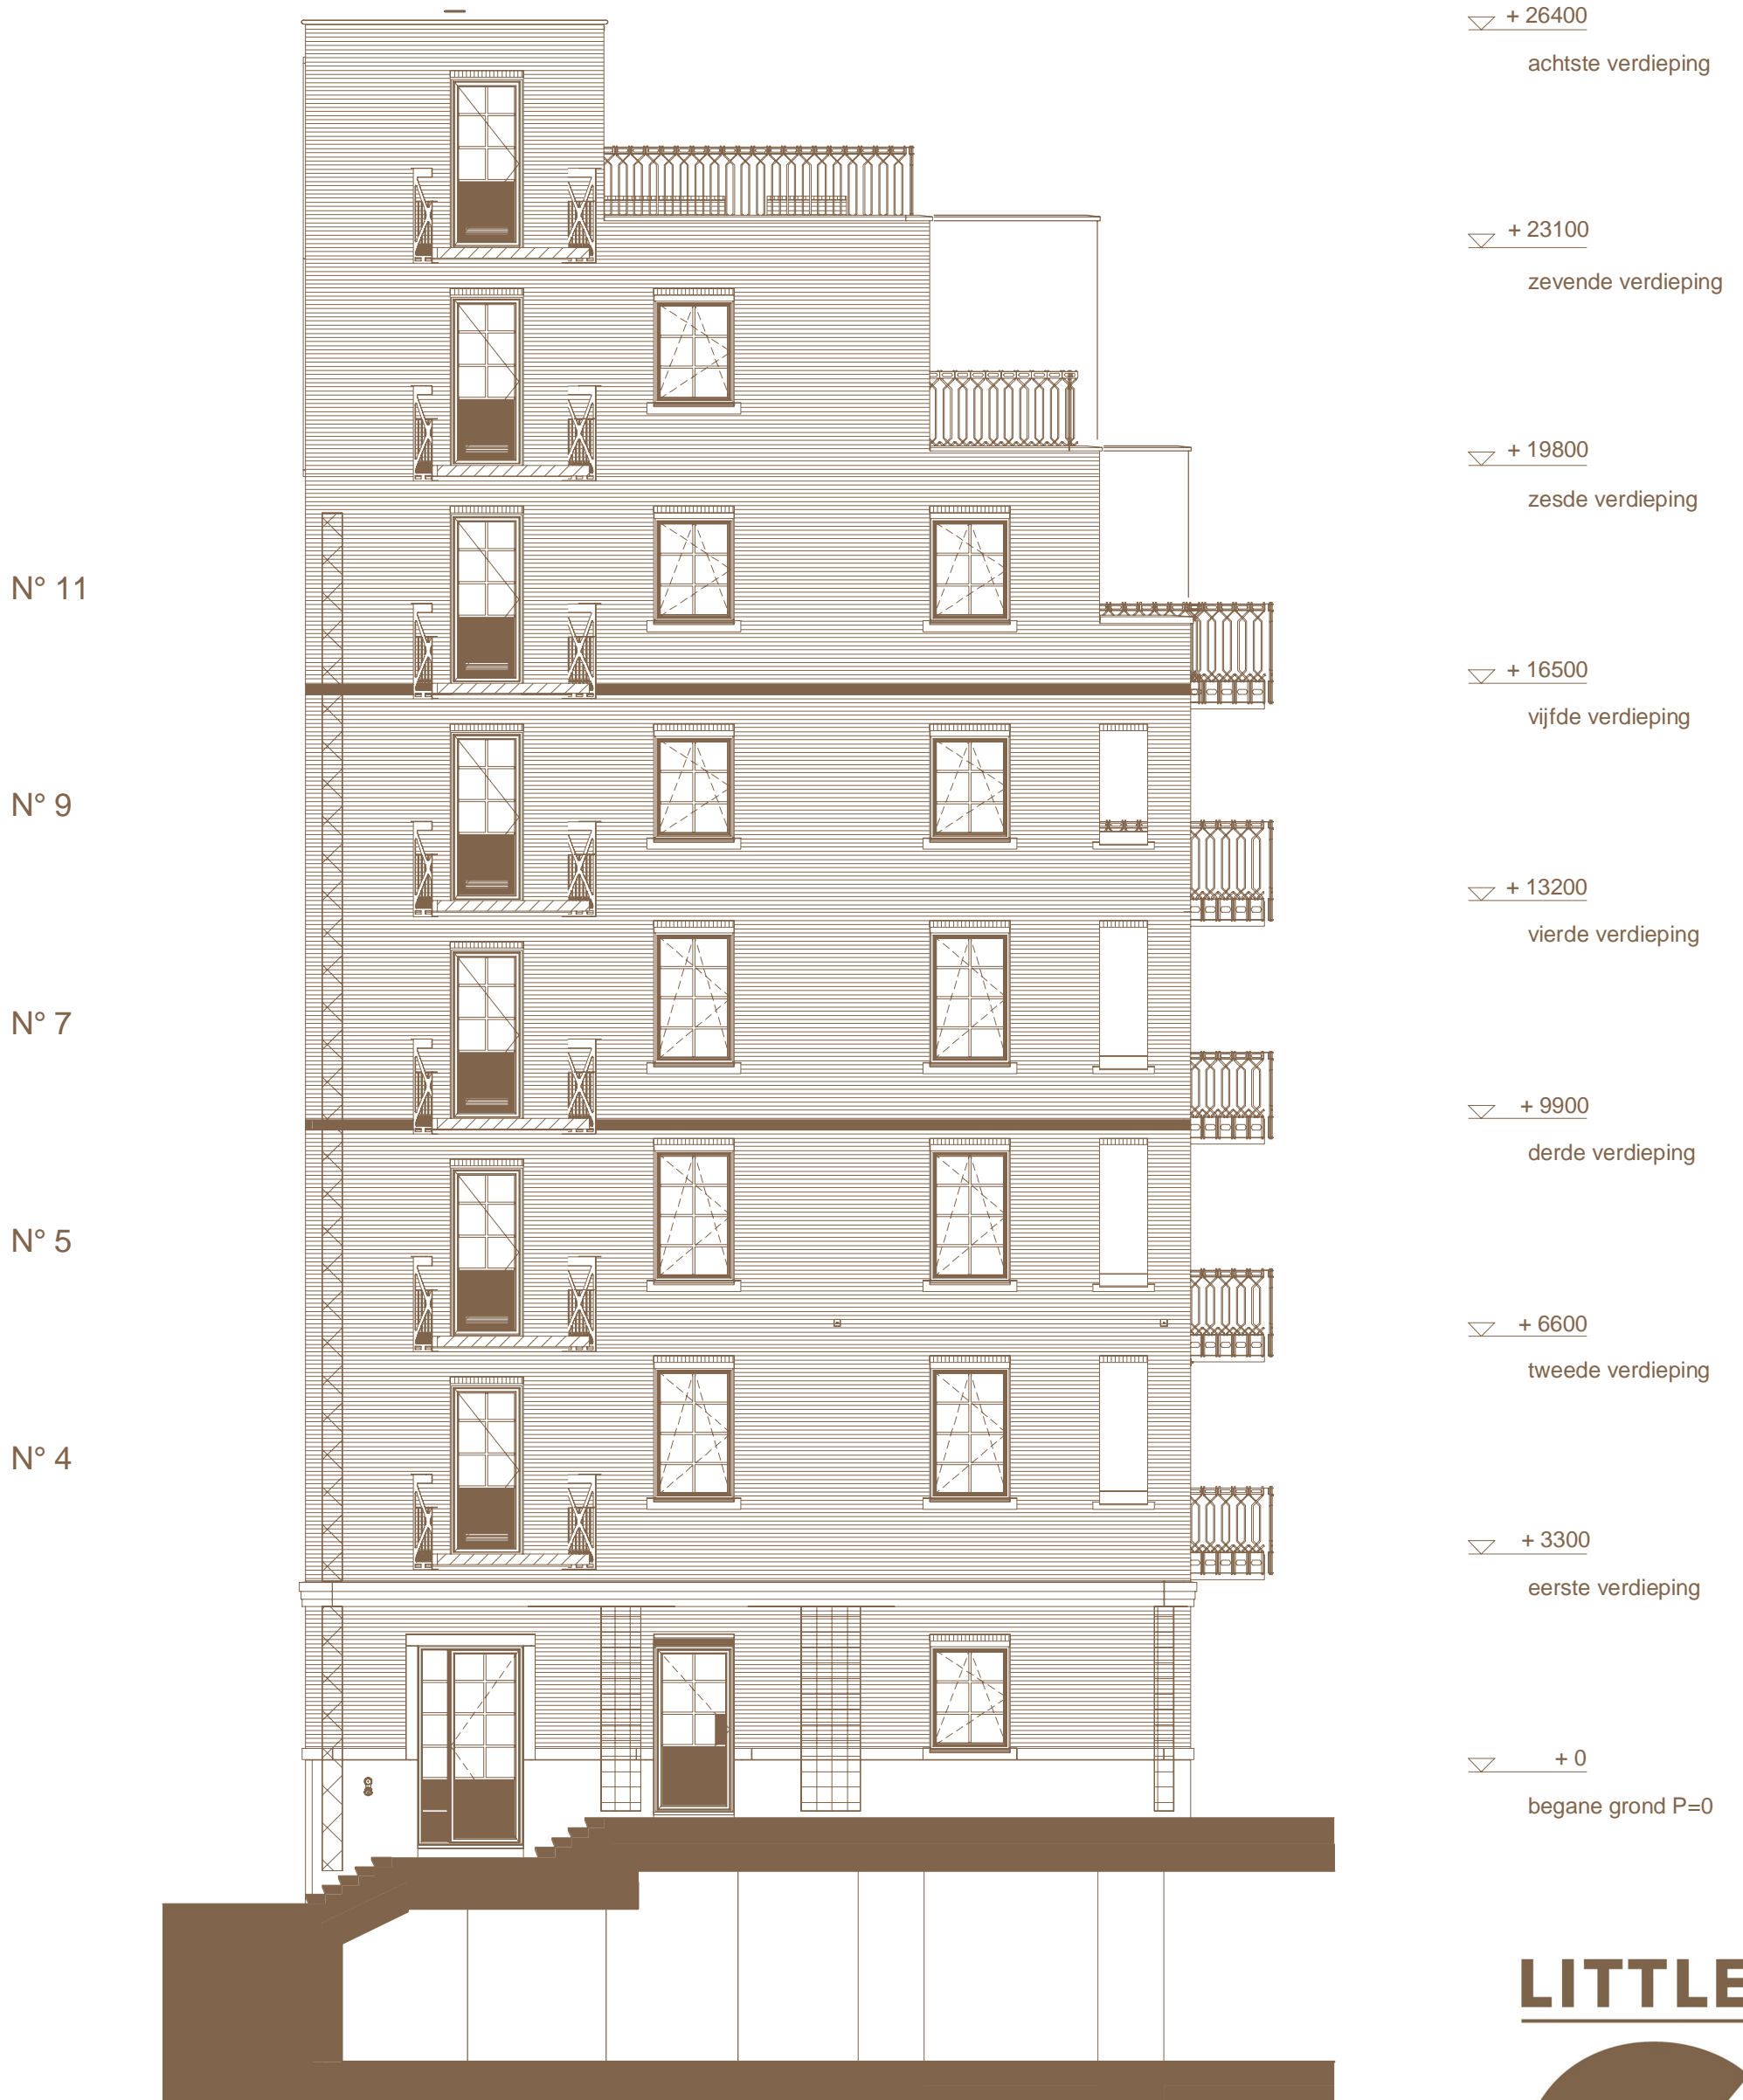 + 26400
achtste verdieping
+ 23100
zevende verdieping
+ 19800
zesde verdieping
N° 11
+ 16500
vijfde verdieping
N° 9
+ 13200
vierde verdieping
N° 7
+ 9900
derde verdieping
N° 5
+ 6600
tweede verdieping
N° 4
+ 3300
eerste verdieping
+ 0
begane grond P=0
LITTLE